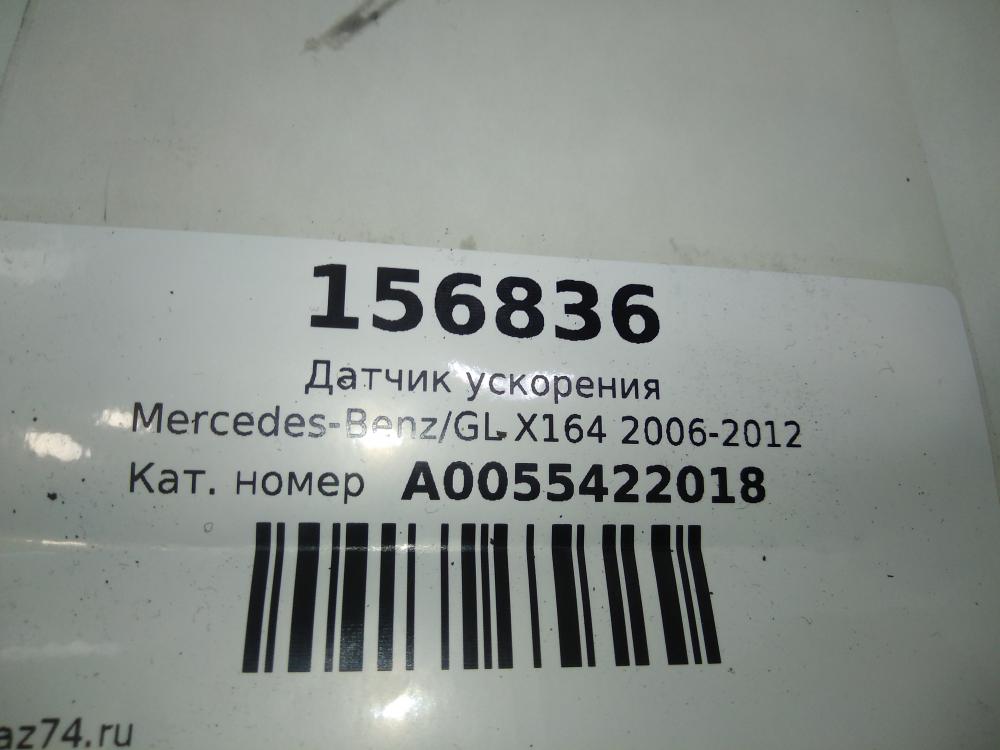 156836
Датчик ускорения
Mercedes-Benz/GL X164 2006-2012
Кат. номер A0055422018
az74.ru